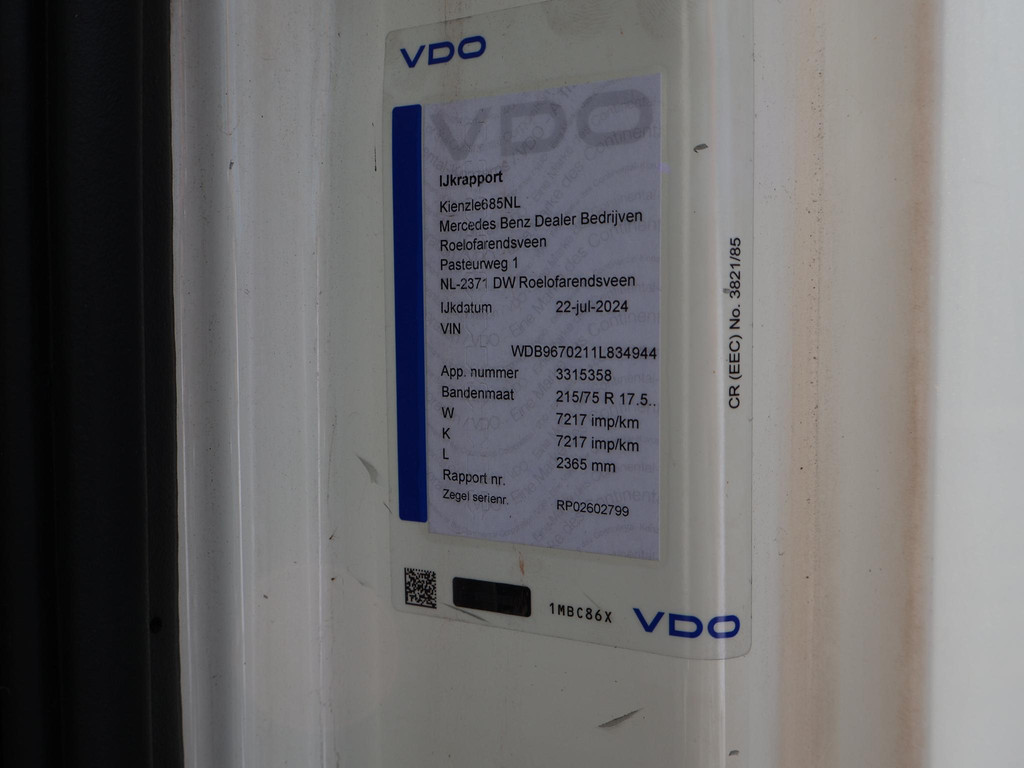 VDO
VDO
IJkrapport
Kienzle685NL
Mercedes Benz Dealer Bedrijven
Roelofarendsveen
Pasteurweg 1
NL-2371 DW Roelofarendsveen
IJkdatum 22-jul-2024
VIN
WDB9670211L834944
App. nummer 3315358
Bandenmaat 215/75 R 17.5..
W 7217 imp/km
K 7217 imp/km
L 2365 mm
Rapport nr.
Zegel serienr. RP02602799
1MBC86X
VDO
CR (EEC) No. 3821/85